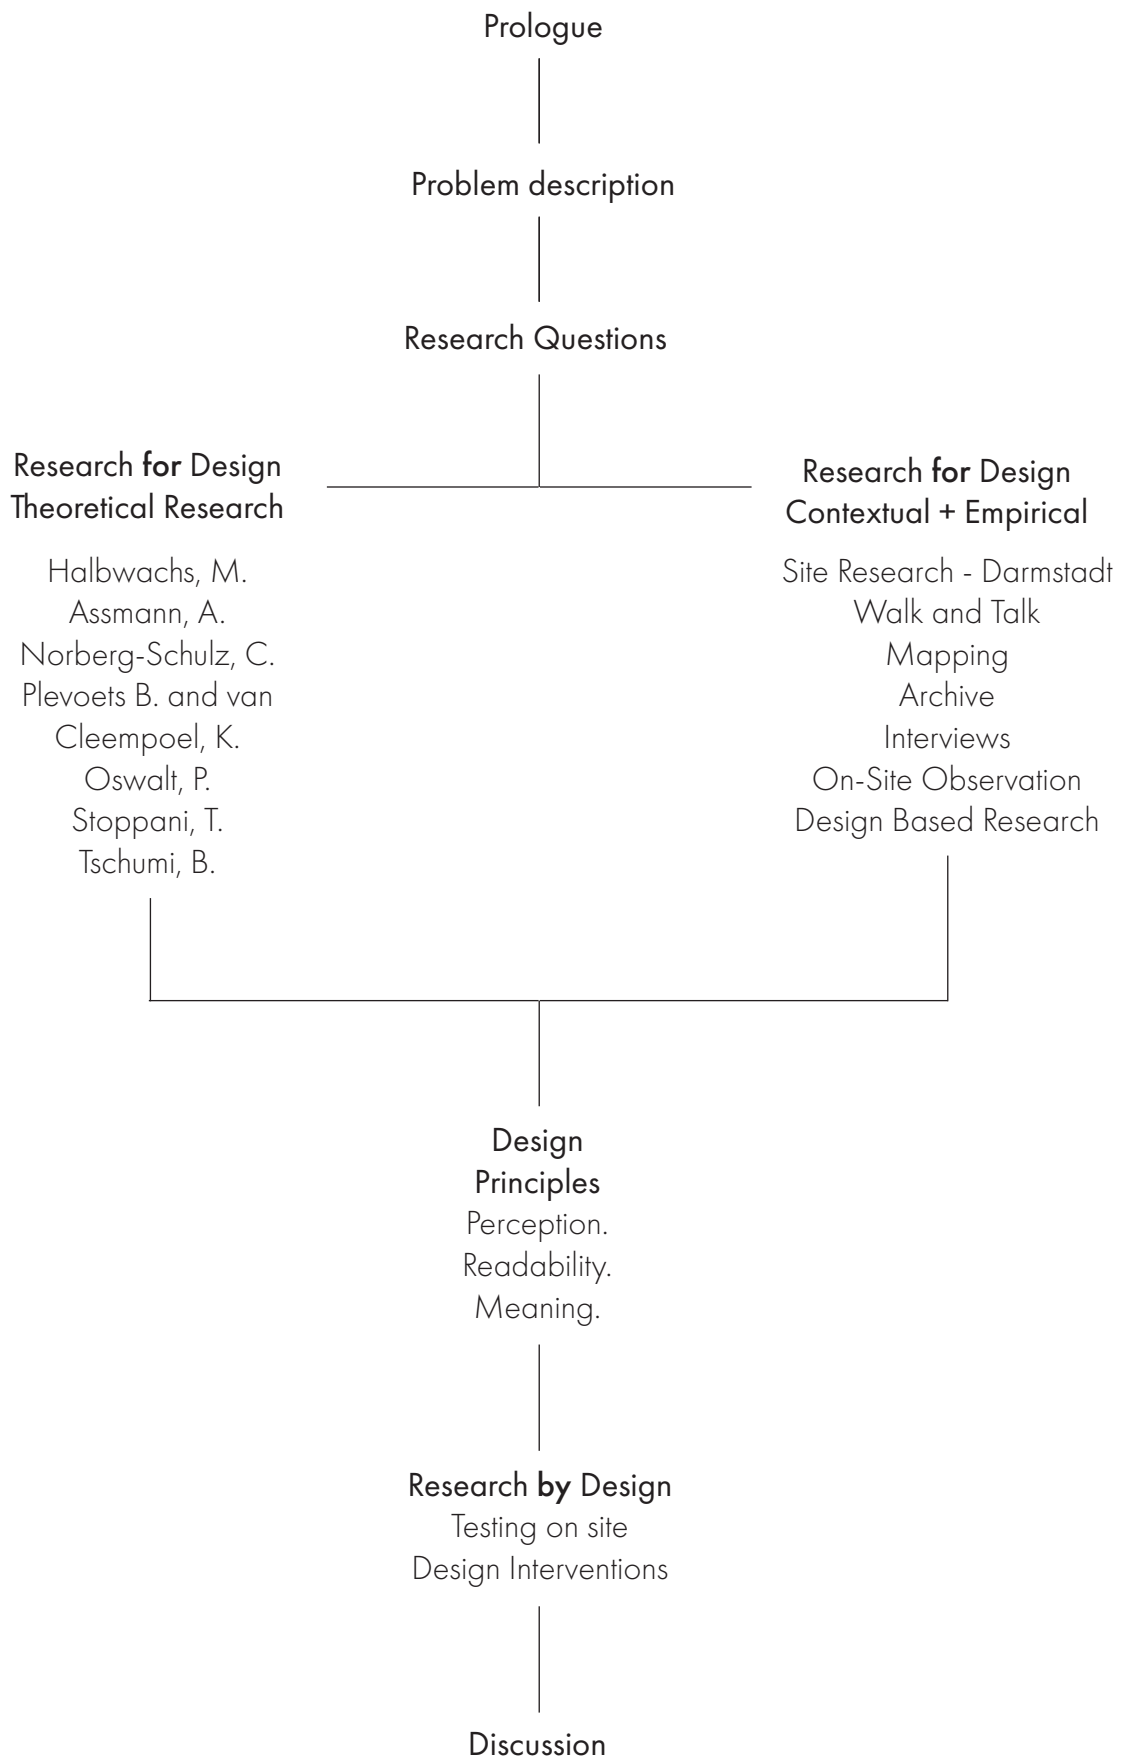 Prologue
Problem description
Research Questions
Research for Design
Theoretical Research
Halbwachs, M.
Assmann, A.
Norberg-Schulz, C.
Plevoets B. and van
Cleempoel, K.
Oswalt, P.
Stoppani, T.
Tschumi, B.
Research for Design
Contextual + Empirical
Site Research - Darmstadt
Walk and Talk
Mapping
Archive
Interviews
On-Site Observation
Design Based Research
Design
Principles
Perception.
Readability.
Meaning.
Research by Design
Testing on site
Design Interventions
Discussion